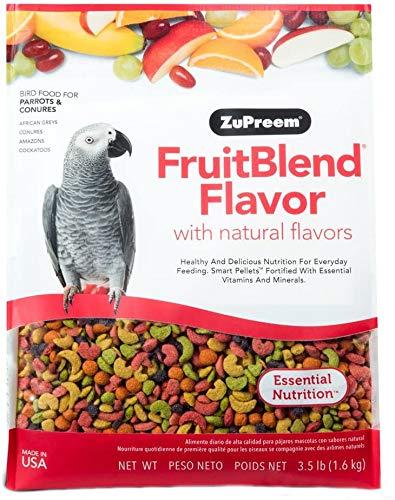 BIRD FOOD FOR
PARROTS &
CONURES
AFRICAN GREYS
CONURES
AMAZONS
COCKATOOS
ZuPreem®
FruitBlend®
Flavor
with natural flavors
Healthy And Delicious Nutrition For Everyday
Feeding. Smart Pellets™ Fortified With Essential
Vitamins And Minerals.
Essential
Nutrition™
MADE IN
USA
Alimento diario de alta calidad para pájaros mascotas con sabores natural
Nourriture quotidienne de première qualité pour les oiseaux se compagnie avec des arômes naturels
NET WT PESO NETO POIDS NET 3.5 lb (1.6 kg)